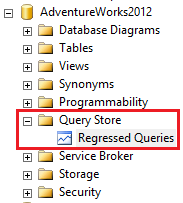 AdventureWorks2012
Database Diagrams
Tables
Views
Synonyms
Programmability
Query Store
Regressed Queries
Service Broker
Storage
Security